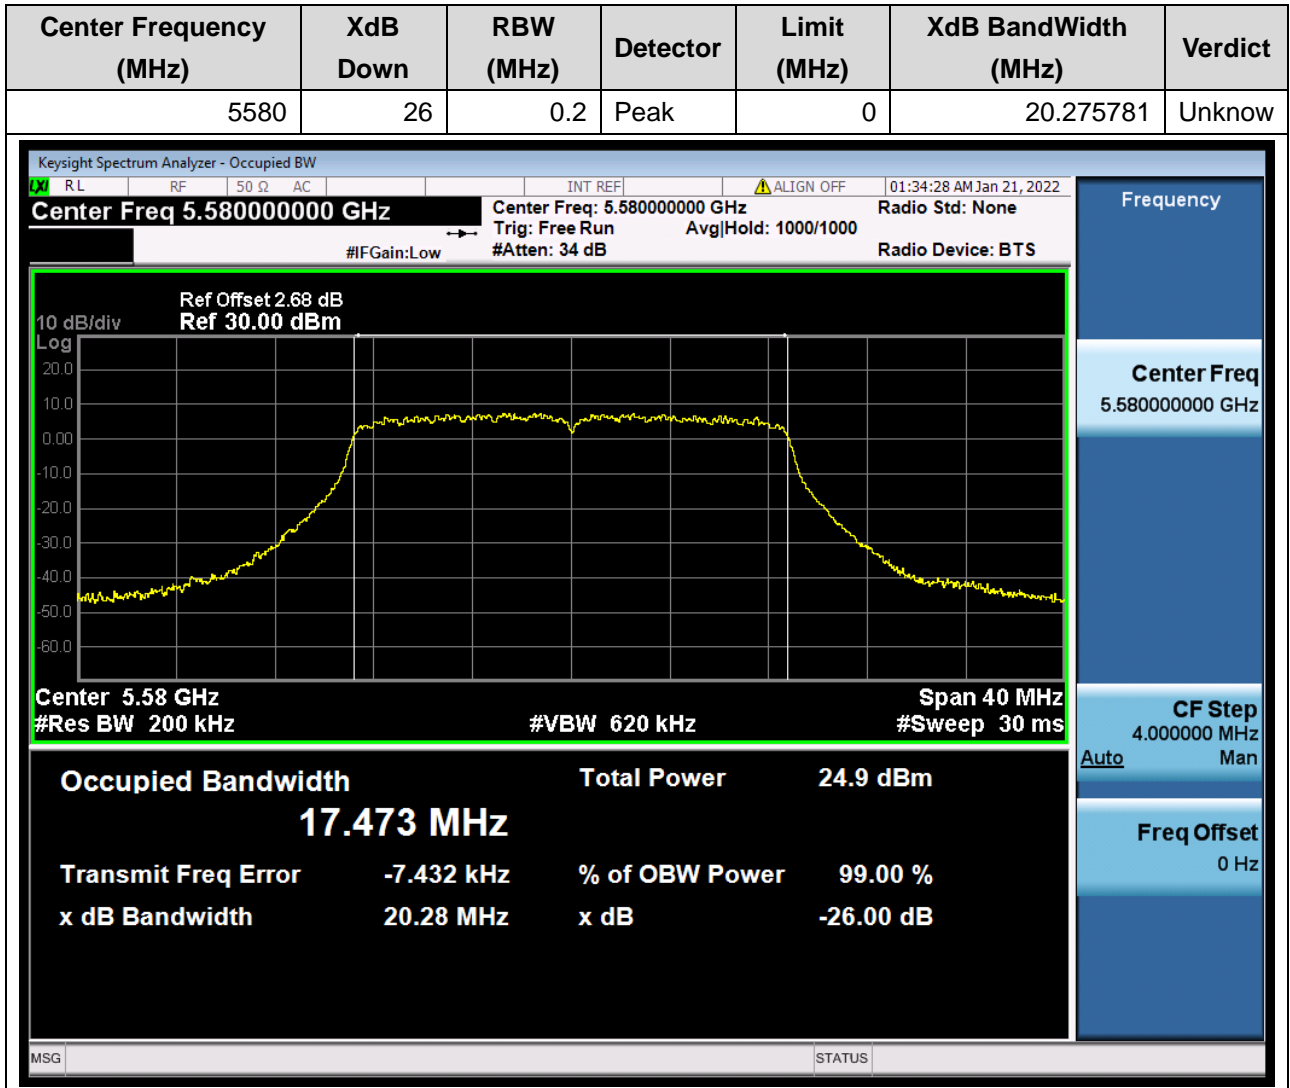 Center Frequency (MHz) XdB Down RBW (MHz) Detector Limit (MHz) XdB BandWidth (MHz) Verdict
5580 26 0.2 Peak 0 20.275781 Unknow
Keysight Spectrum Analyzer - Occupied BW
LXI RL RF 50 Ω AC INT REF ALIGN OFF 01:34:28 AM Jan 21, 2022
Center Freq 5.580000000 GHz
Center Freq: 5.580000000 GHz
Radio Std: None
Trig: Free Run Avg|Hold: 1000/1000
#IFGain:Low
#Atten: 34 dB
Radio Device: BTS
Ref Offset 2.68 dB
10 dB/div Ref 30.00 dBm
Log
20.0
10.0
0.00
-10.0
-20.0
-30.0
-40.0
-50.0
-60.0
Center 5.58 GHz Span 40 MHz
#Res BW 200 kHz #VBW 620 kHz #Sweep 30 ms
Occupied Bandwidth Total Power 24.9 dBm
17.473 MHz
Transmit Freq Error -7.432 kHz % of OBW Power 99.00 %
x dB Bandwidth 20.28 MHz x dB -26.00 dB
Frequency
Center Freq
5.580000000 GHz
CF Step
4.000000 MHz
Auto Man
Freq Offset
0 Hz
MSG STATUS